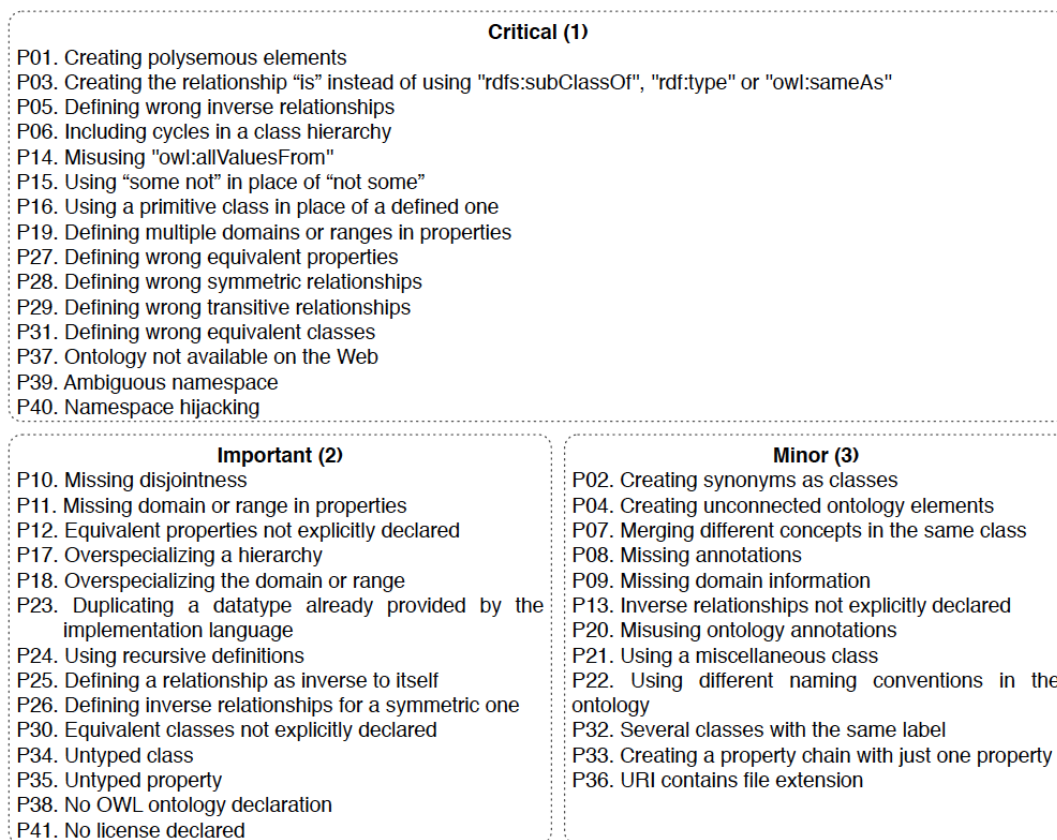 Critical (1)
P01. Creating polysemous elements
P03. Creating the relationship “is” instead of using "rdfs:subClassOf", "rdf:type" or "owl:sameAs"
P05. Defining wrong inverse relationships
P06. Including cycles in a class hierarchy
P14. Misusing "owl:allValuesFrom"
P15. Using “some not” in place of “not some”
P16. Using a primitive class in place of a defined one
P19. Defining multiple domains or ranges in properties
P27. Defining wrong equivalent properties
P28. Defining wrong symmetric relationships
P29. Defining wrong transitive relationships
P31. Defining wrong equivalent classes
P37. Ontology not available on the Web
P39. Ambiguous namespace
P40. Namespace hijacking
Important (2)
P10. Missing disjointness
P11. Missing domain or range in properties
P12. Equivalent properties not explicitly declared
P17. Overspecializing a hierarchy
P18. Overspecializing the domain or range
P23. Duplicating a datatype already provided by the
implementation language
P24. Using recursive definitions
P25. Defining a relationship as inverse to itself
P26. Defining inverse relationships for a symmetric one
P30. Equivalent classes not explicitly declared
P34. Untyped class
P35. Untyped property
P38. No OWL ontology declaration
P41. No license declared
Minor (3)
P02. Creating synonyms as classes
P04. Creating unconnected ontology elements
P07. Merging different concepts in the same class
P08. Missing annotations
P09. Missing domain information
P13. Inverse relationships not explicitly declared
P20. Misusing ontology annotations
P21. Using a miscellaneous class
P22. Using different naming conventions in the
ontology
P32. Several classes with the same label
P33. Creating a property chain with just one property
P36. URI contains file extension